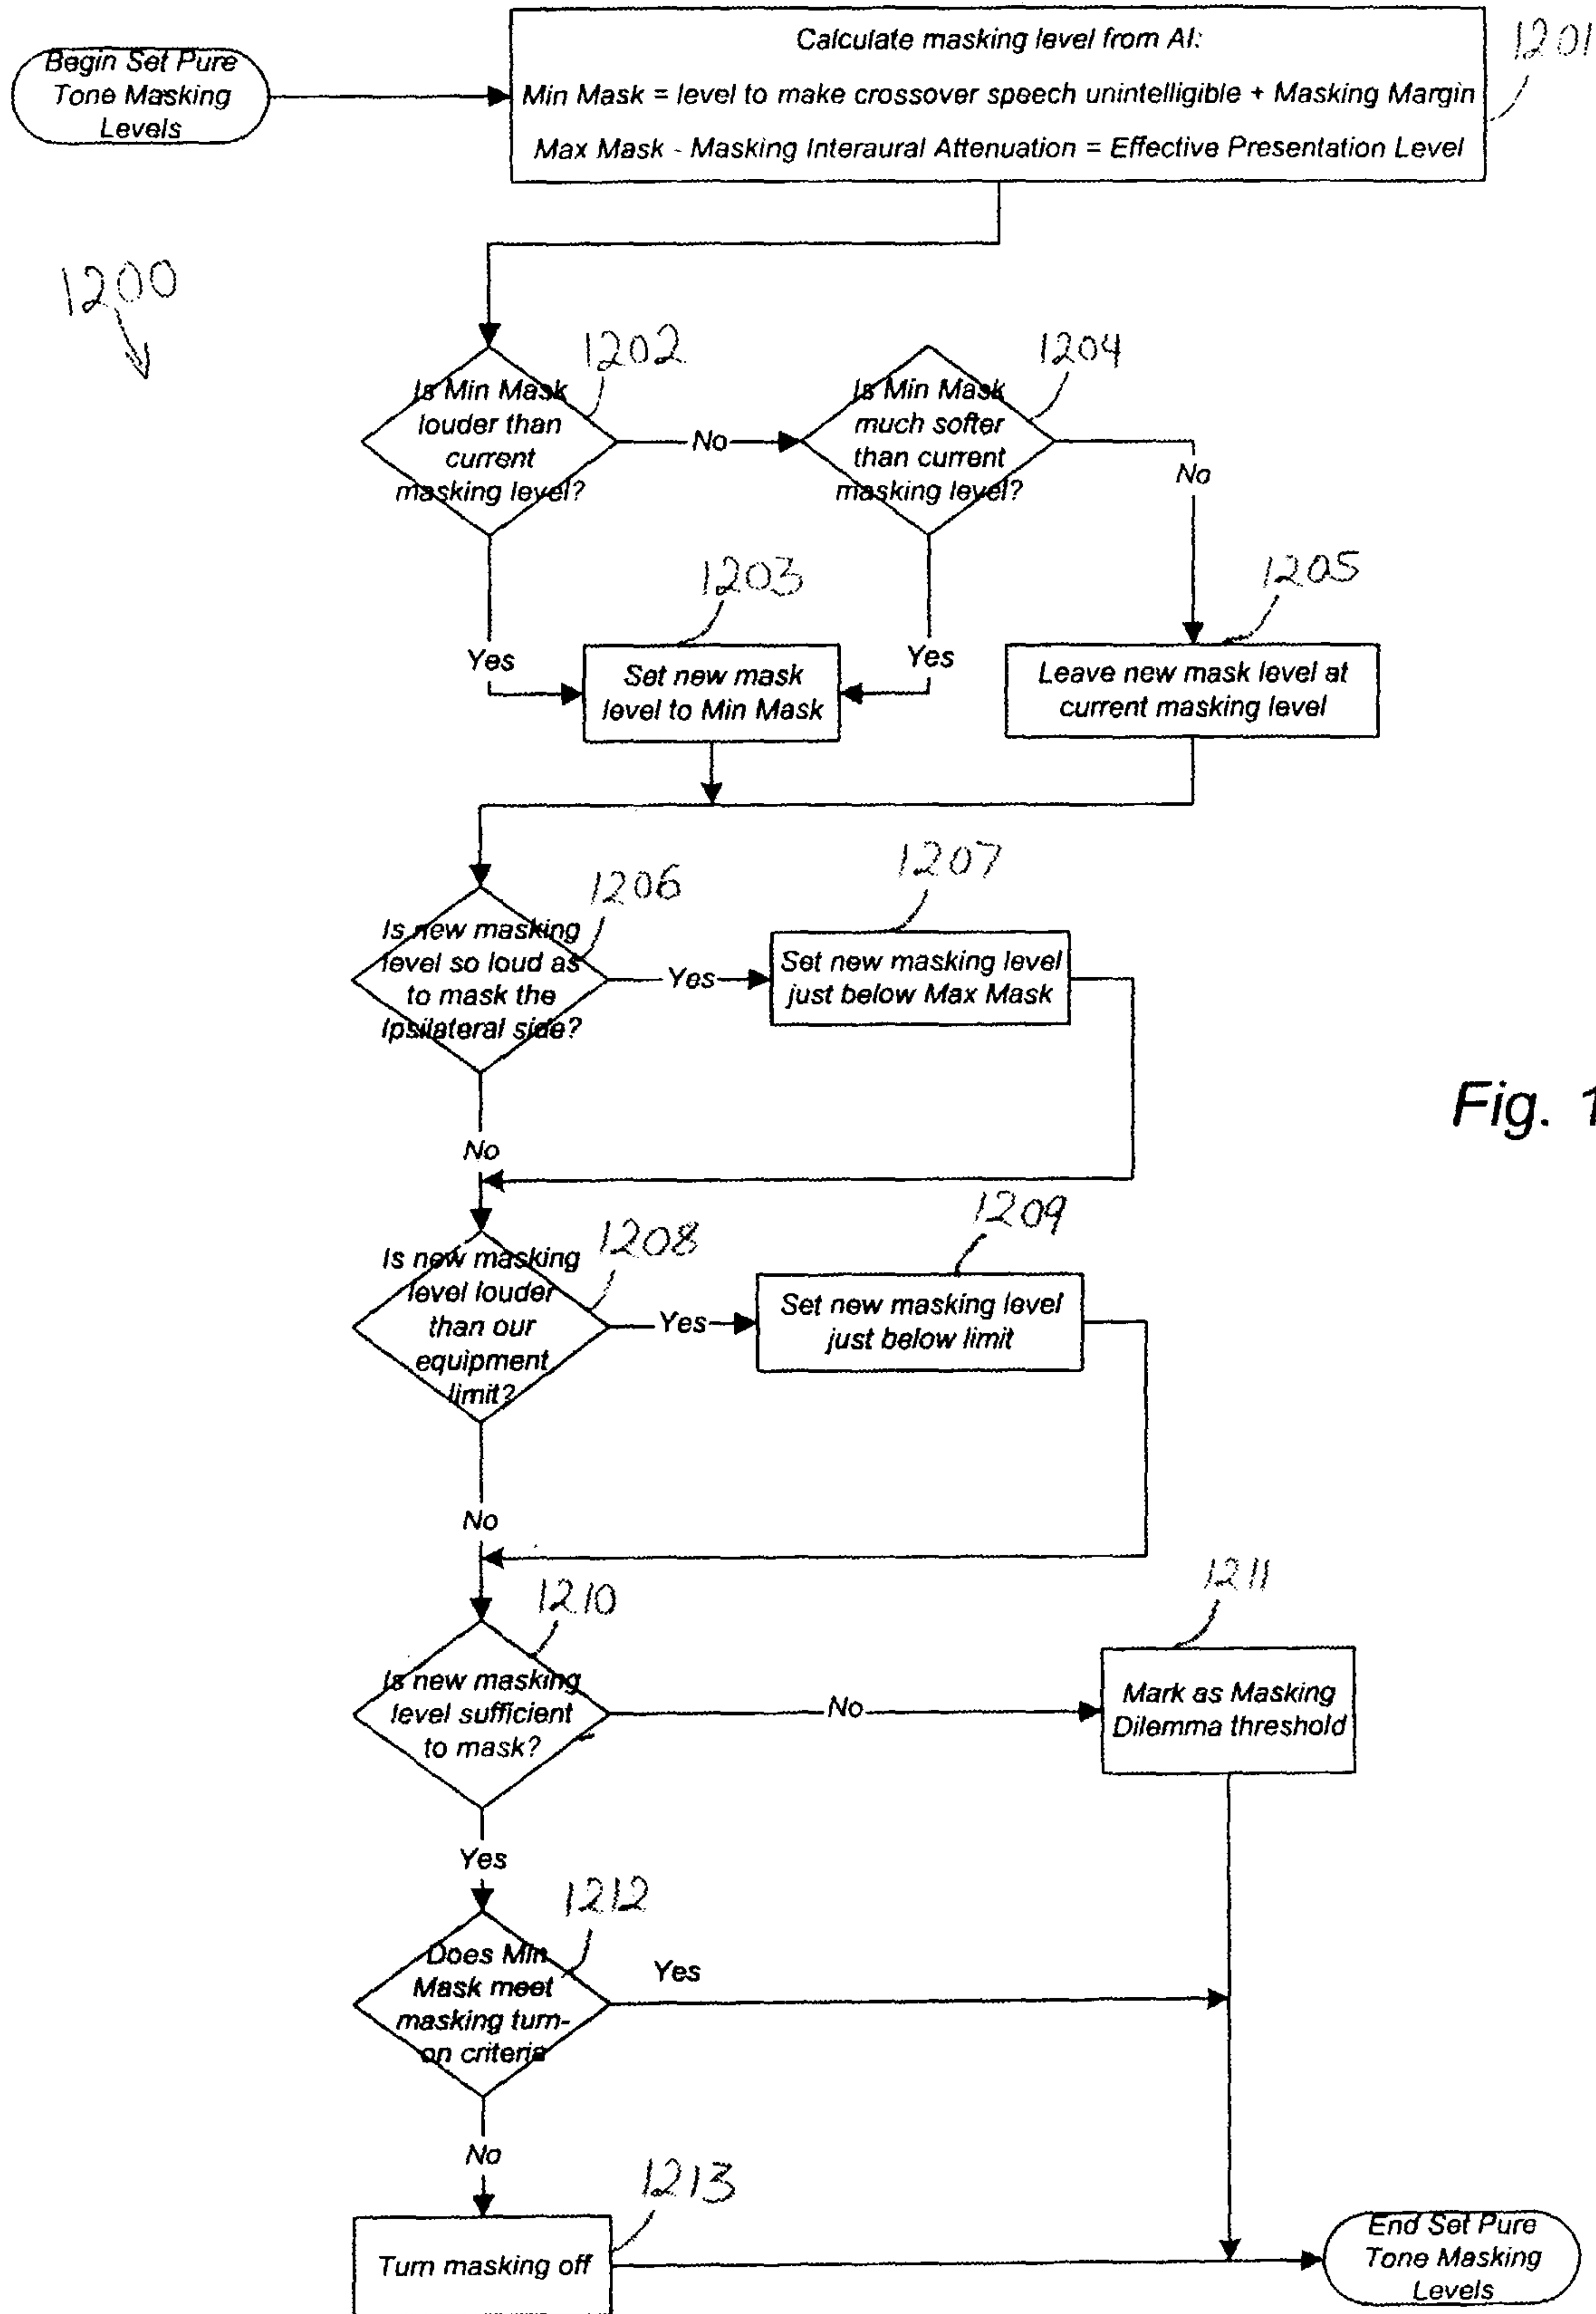 Begin Set Pure
Tone Masking
Levels
Calculate masking level from AI:
Min Mask = level to make crossover speech unintelligible + Masking Margin
Max Mask - Masking Interaural Attenuation = Effective Presentation Level
1201
1200
1202
Is Min Mask
louder than
current
masking level?
No
1204
Is Min Mask
much softer
than current
masking level?
No
Yes
1203
Set new mask
level to Min Mask
Yes
1205
Leave new mask level at
current masking level
1206
Is new masking
level so loud as
to mask the
Ipsilateral side?
Yes
1207
Set new masking level
just below Max Mask
No
Fig. 1
1208
Is new masking
level louder
than our
equipment
limit?
Yes
1209
Set new masking level
just below limit
No
1210
Is new masking
level sufficient
to mask?
No
1211
Mark as Masking
Dilemma threshold
Yes
1212
Does Min
Mask meet
masking turn-
on criteria
Yes
No
1213
Turn masking off
End Set Pure
Tone Masking
Levels